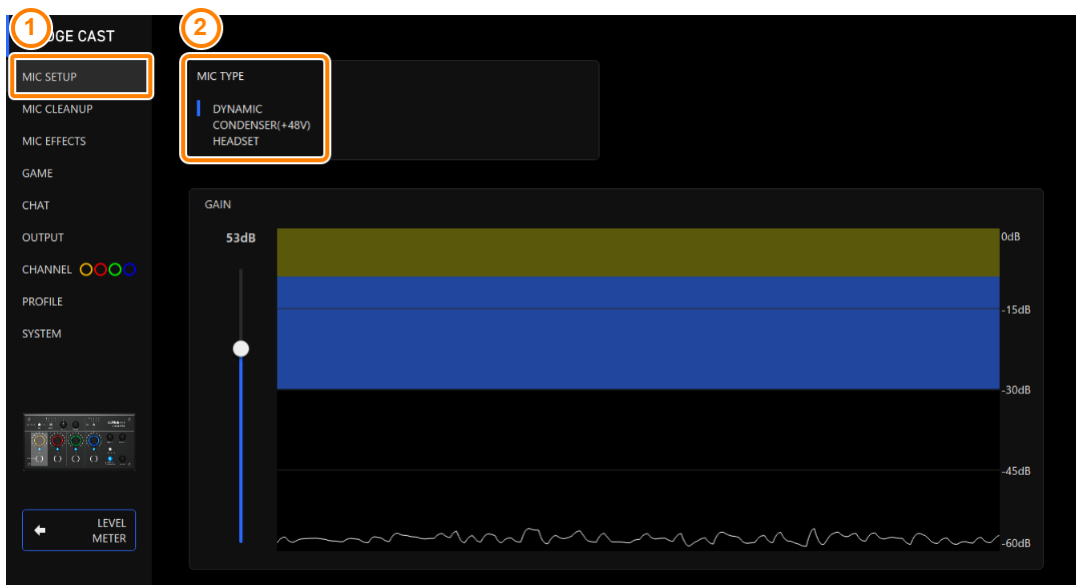 1
2
DGE CAST
MIC SETUP
MIC CLEANUP
MIC EFFECTS
GAME
CHAT
OUTPUT
CHANNEL
PROFILE
SYSTEM
LEVEL
METER
MIC TYPE
DYNAMIC
CONDENSER(+48V)
HEADSET
GAIN
53dB
0dB
-15dB
-30dB
-45dB
-60dB